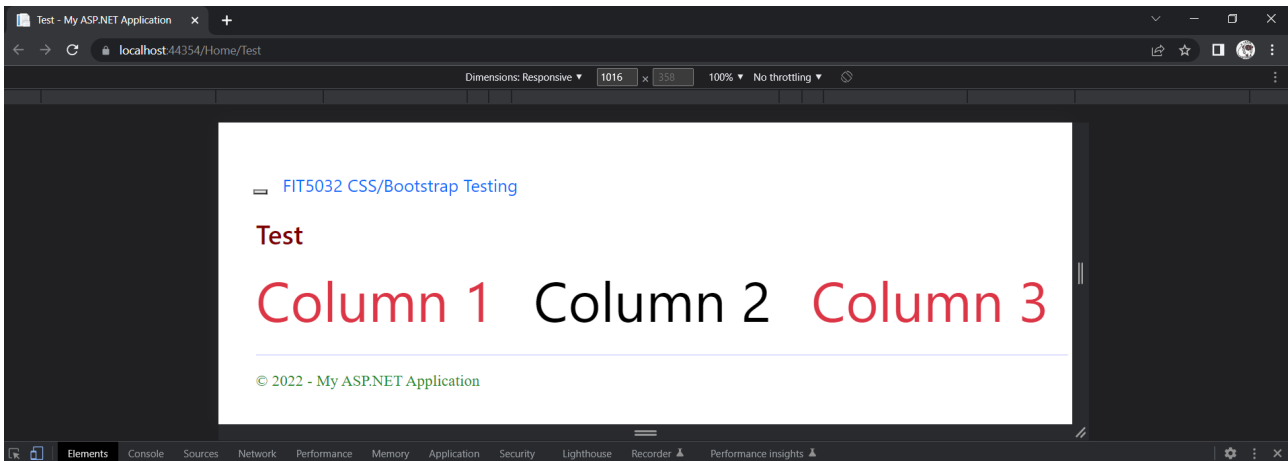 Test - My ASP.NET Application
localhost:44354/Home/Test
Dimensions: Responsive ▼ 1016 × 358 100% ▼ No throttling ▼
FIT5032 CSS/Bootstrap Testing
Test
Column 1 Column 2 Column 3
© 2022 - My ASP.NET Application
Elements Console Sources Network Performance Memory Application Security Lighthouse Recorder Performance insights